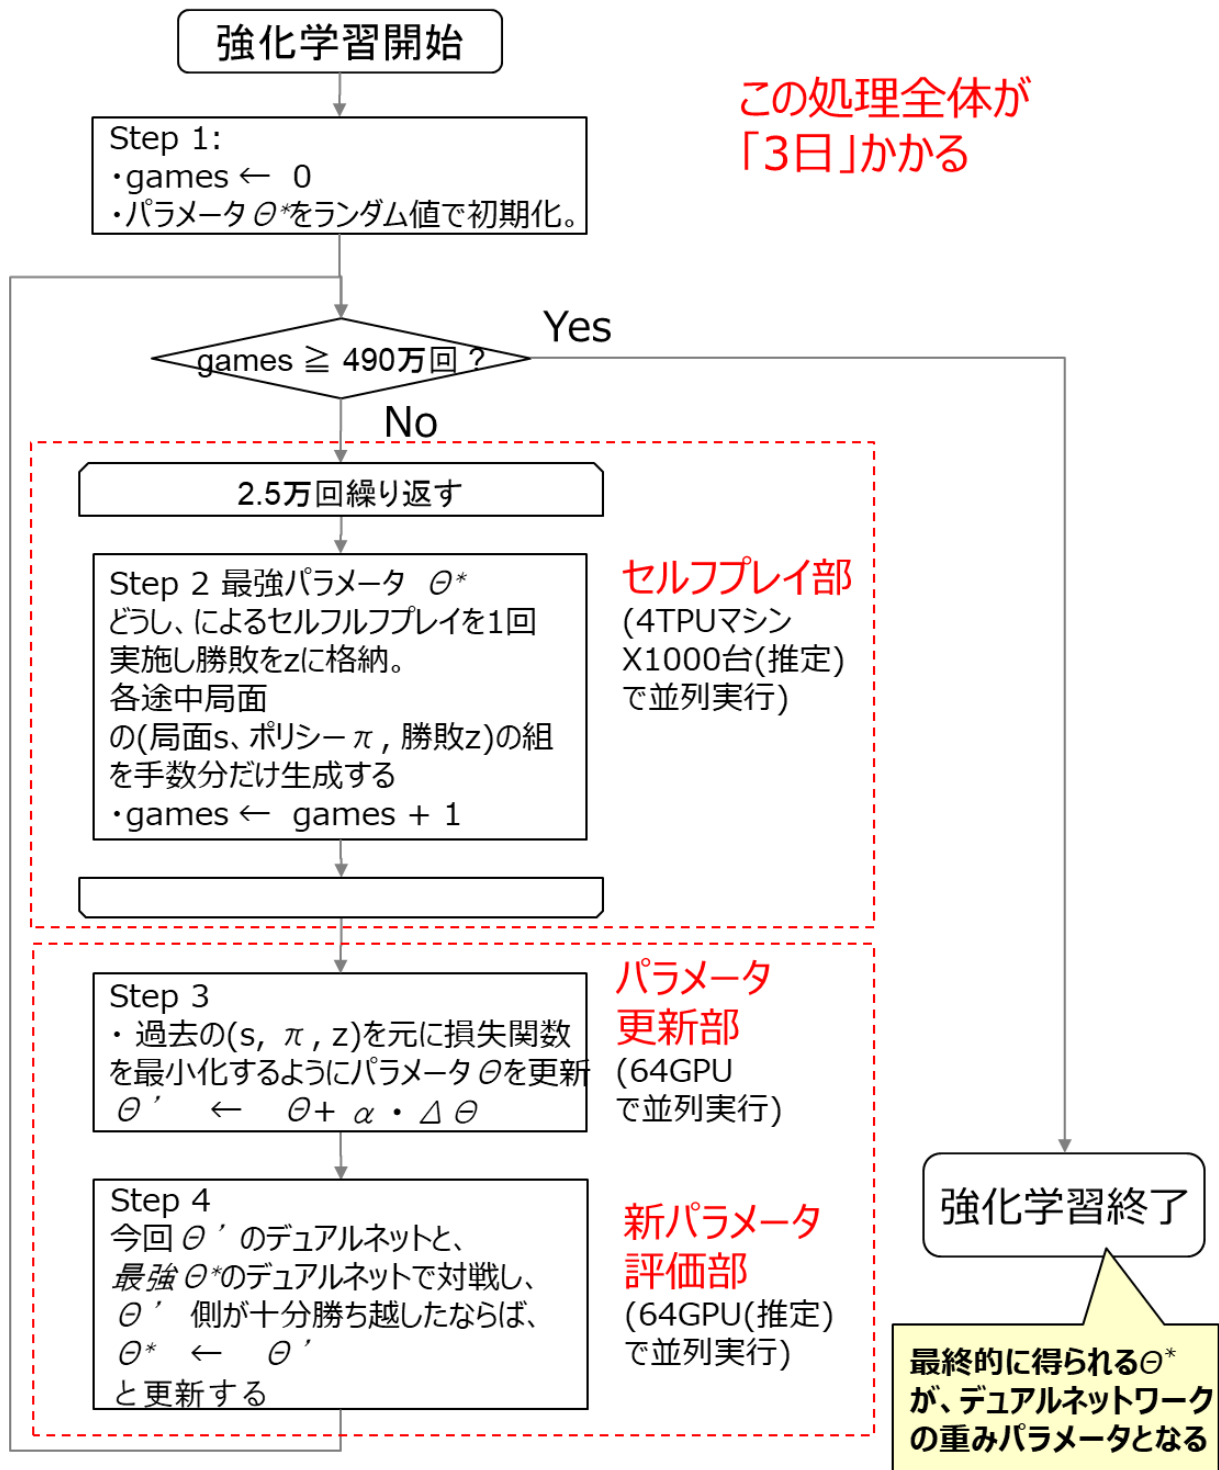 強化学習開始
この処理全体が
「3日」かかる
Step 1:
・games ← 0
・パラメータΘ*をランダム値で初期化。
games ≧ 490万回 ?
Yes
No
2.5万回繰り返す
Step 2 最強パラメータ Θ*
どうし、によるセルフルフプレイを1回
実施し勝敗をzに格納。
各途中局面
の(局面s、ポリシーπ, 勝敗z)の組
を手数分だけ生成する
・games ← games + 1
セルフプレイ部
(4TPUマシン
X1000台(推定)
で並列実行)
Step 3
・ 過去の(s, π, z)を元に損失関数
を最小化するようにパラメータΘを更新
Θ’ ← Θ+ α・ΔΘ
パラメータ
更新部
(64GPU
で並列実行)
Step 4
今回Θ’のデュアルネットと、
最強Θ*のデュアルネットで対戦し、
Θ’ 側が十分勝ち越したならば、
Θ* ← Θ’
と更新する
新パラメータ
評価部
(64GPU(推定)
で並列実行)
強化学習終了
最終的に得られるΘ*
が、デュアルネットワーク
の重みパラメータとなる